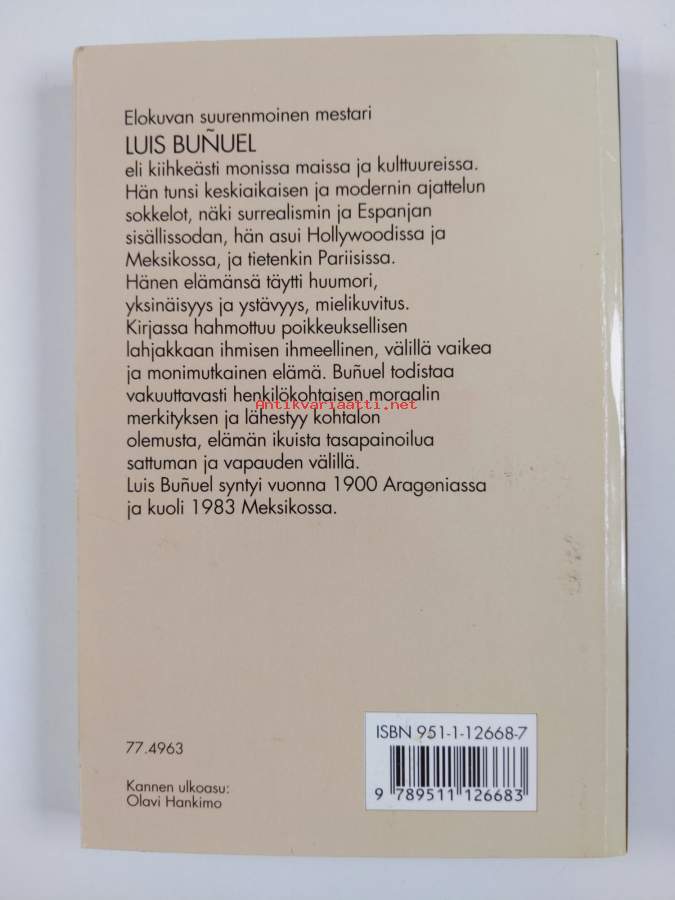 Elokuvan suurenmoinen mestari
LUIS BUÑUEL
eli kiihkeästi monissa maissa ja kulttuureissa.
Hän tunsi keskiaikaisen ja modernin ajattelun
sokkelot, näki surrealismin ja Espanjan
sisällissodan, hän asui Hollywoodissa ja
Meksikossa, ja tietenkin Pariisissa.
Hänen elämänsä täytti huumori,
yksinäisyys ja ystävyys, mielikuvitus.
Kirjassa hahmottuu poikkeuksellisen
lahjakkaan ihmisen ihmeellinen, välillä vaikea
ja monimutkainen elämä. Buñuel todistaa
vakuuttavasti henkilökohtaisen moraalin
Antikvariaatti.net
merkityksen ja lähestyy kohtalon
olemusta, elämän ikuista tasapainoilua
sattuman ja vapauden välillä.
Luis Buñuel syntyi vuonna 1900 Aragoniassa
ja kuoli 1983 Meksikossa.
77.4963
Kannen ulkoasu:
Olavi Hankimo
ISBN 951-1-12668-7
9 789511 126683